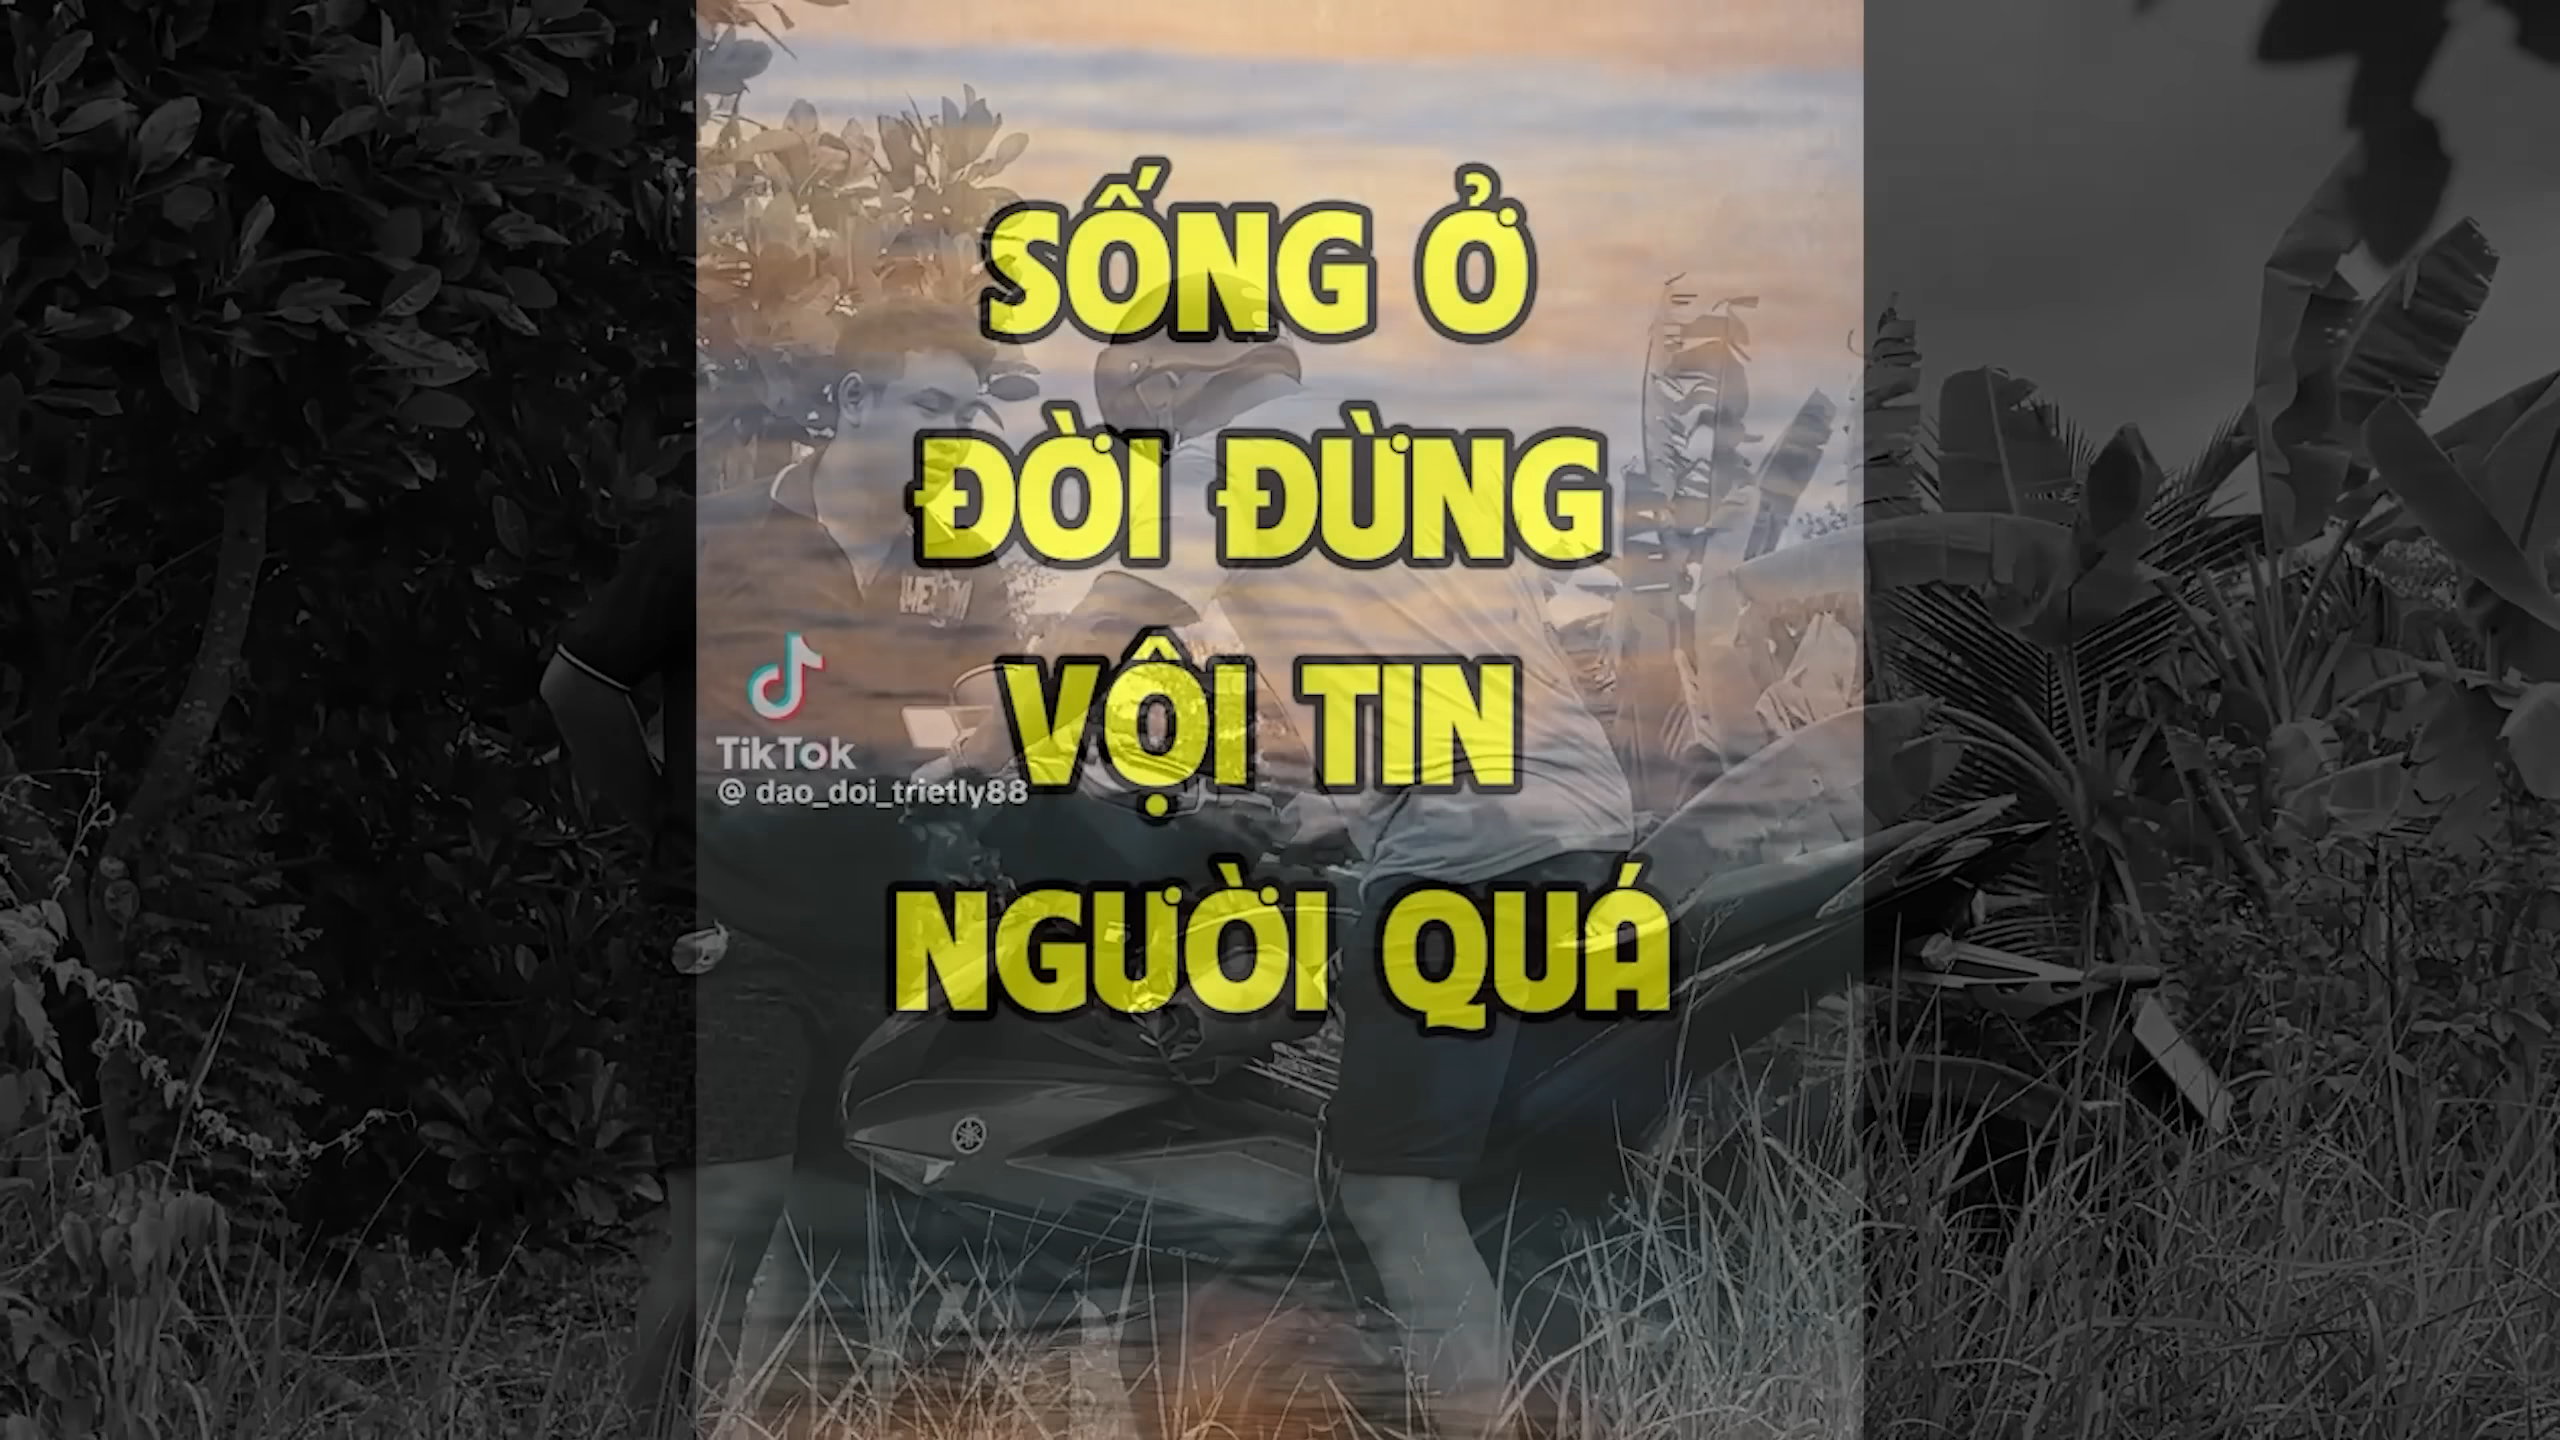 SỐNG Ở
ĐỜI ĐỪNG
VỘI TIN
NGƯỜI QUÁ
TikTok
@ dao_doi_trietly88